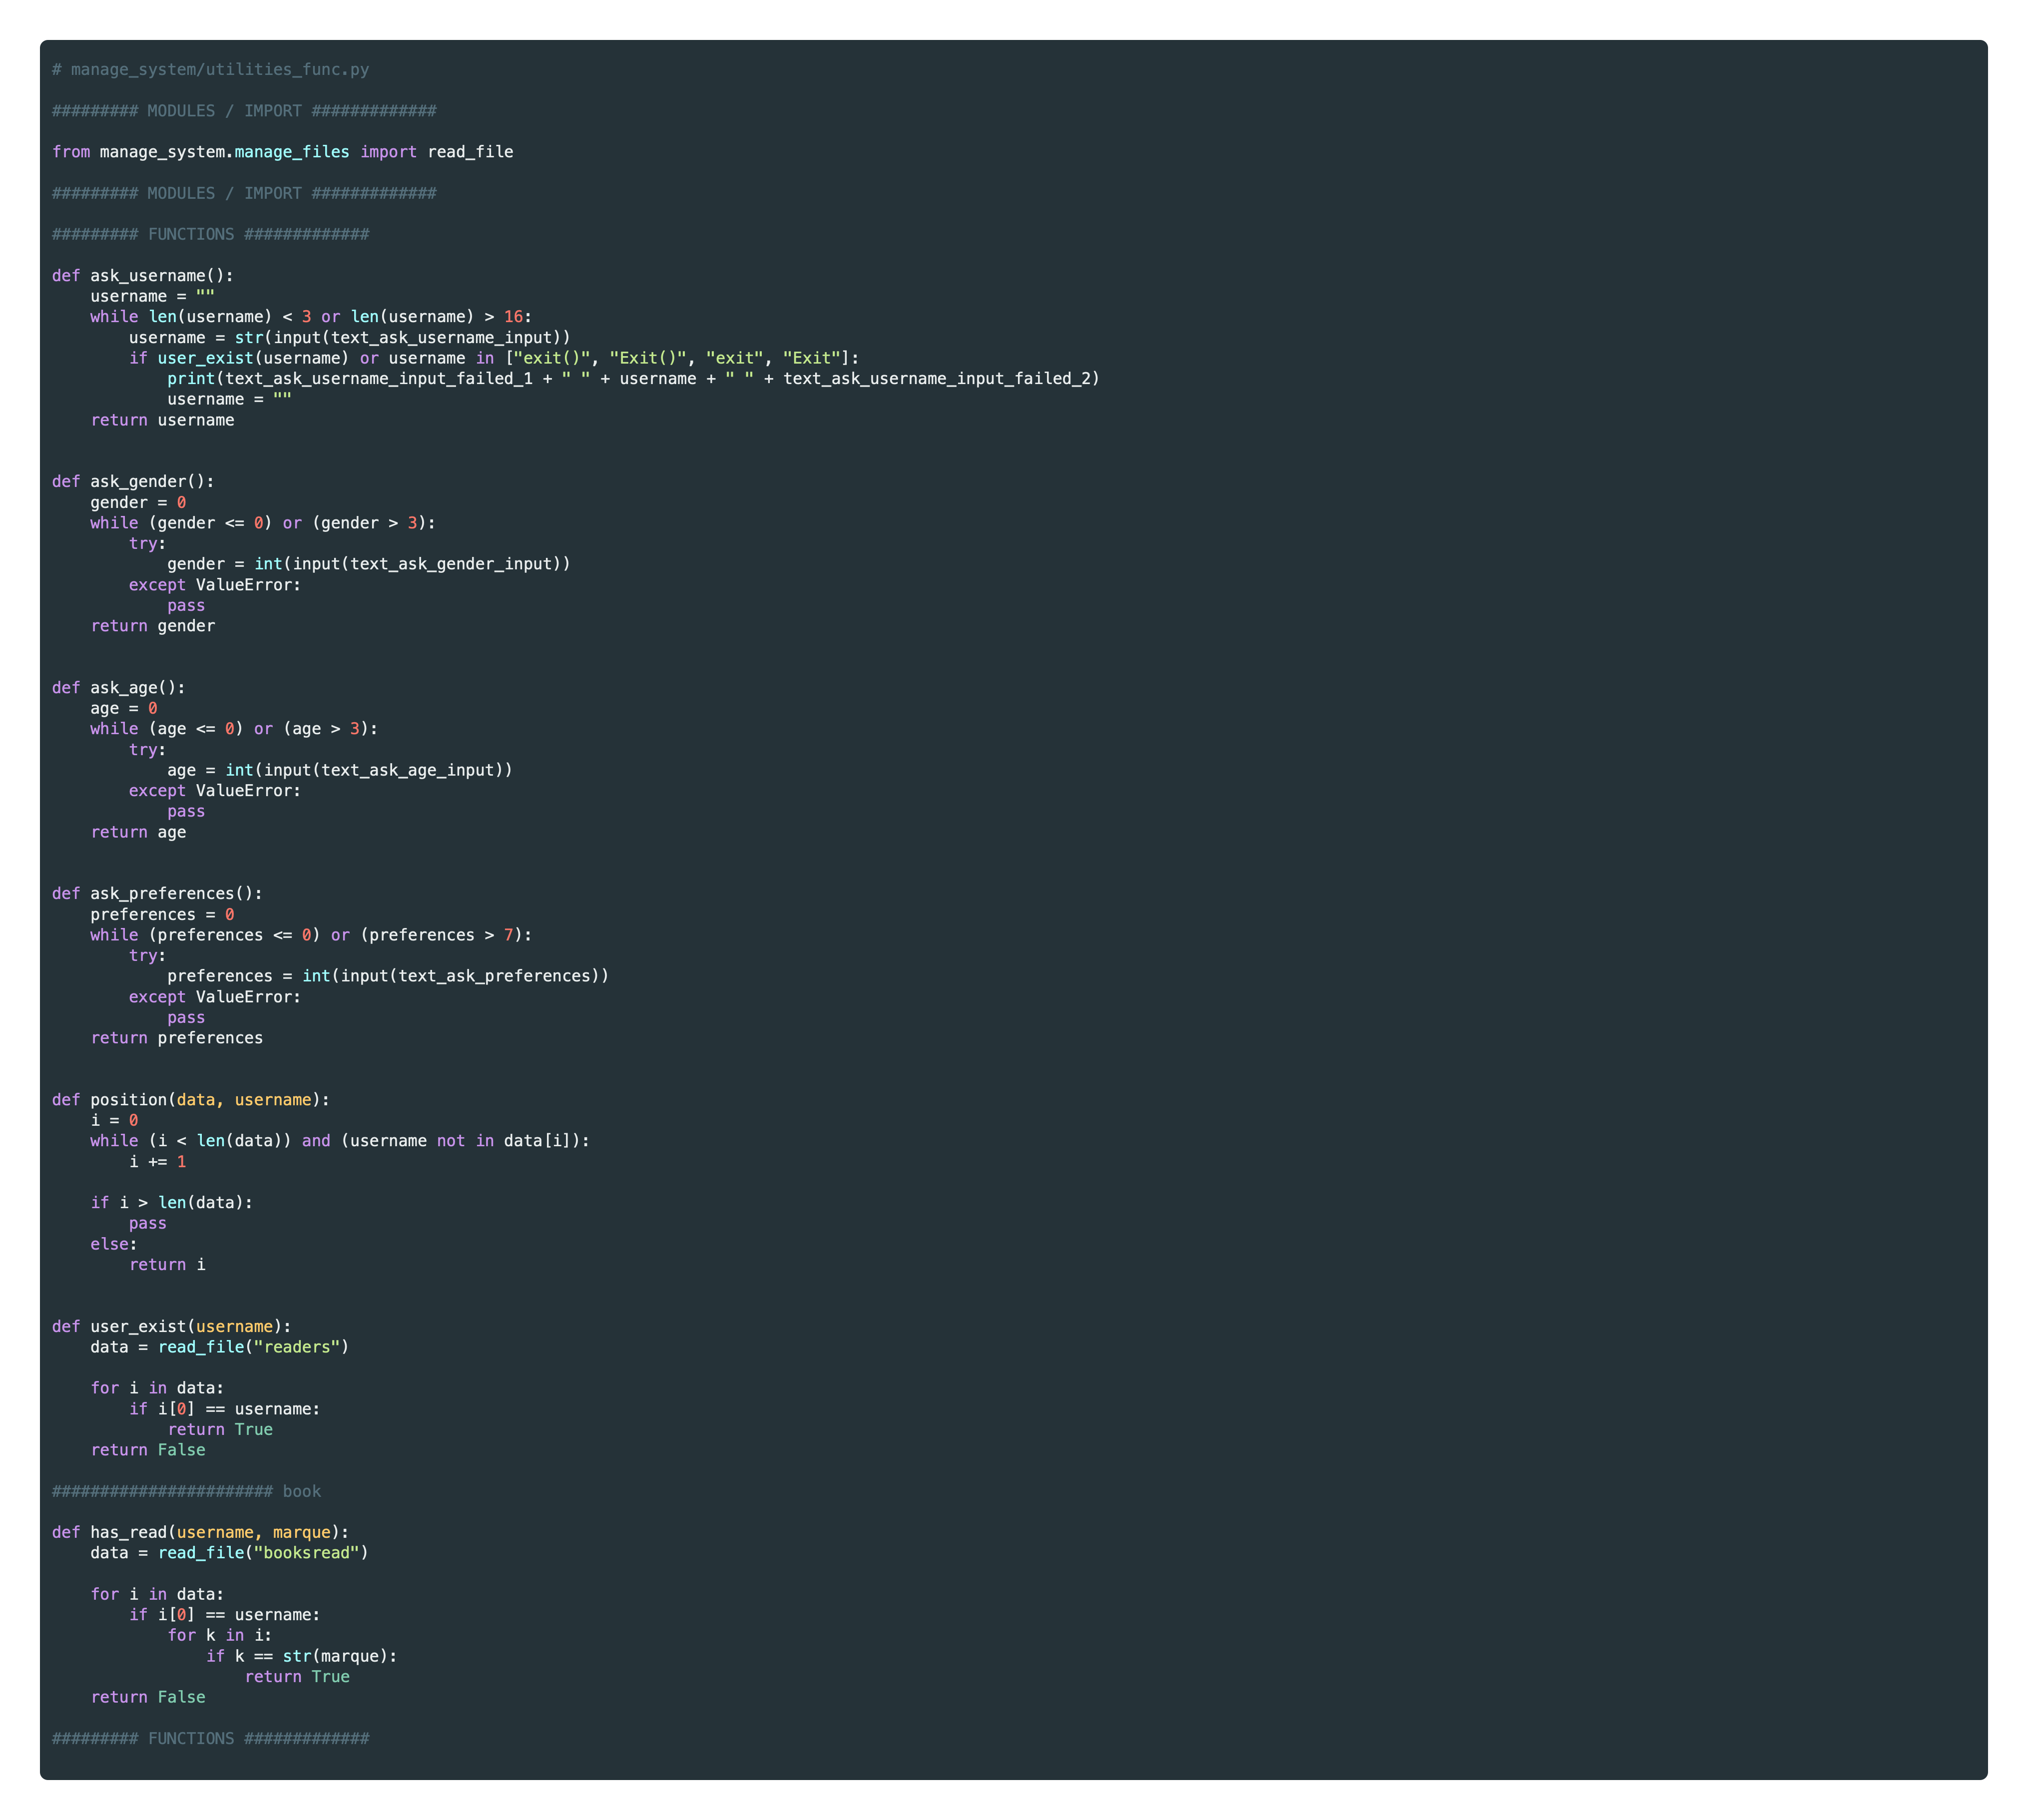 # manage_system/utilities_func.py
######### MODULES / IMPORT #############
from manage_system.manage_files import read_file
######### MODULES / IMPORT #############
######### FUNCTIONS #############
def ask_username():
    username = ""
    while len(username) < 3 or len(username) > 16:
        username = str(input(text_ask_username_input))
        if user_exist(username) or username in ["exit()", "Exit()", "exit", "Exit"]:
            print(text_ask_username_input_failed_1 + " " + username + " " + text_ask_username_input_failed_2)
            username = ""
    return username
def ask_gender():
    gender = 0
    while (gender <= 0) or (gender > 3):
        try:
            gender = int(input(text_ask_gender_input))
        except ValueError:
            pass
    return gender
def ask_age():
    age = 0
    while (age <= 0) or (age > 3):
        try:
            age = int(input(text_ask_age_input))
        except ValueError:
            pass
    return age
def ask_preferences():
    preferences = 0
    while (preferences <= 0) or (preferences > 7):
        try:
            preferences = int(input(text_ask_preferences))
        except ValueError:
            pass
    return preferences
def position(data, username):
    i = 0
    while (i < len(data)) and (username not in data[i]):
        i += 1
    if i > len(data):
        pass
    else:
        return i
def user_exist(username):
    data = read_file("readers")
    for i in data:
        if i[0] == username:
            return True
    return False
####################### book
def has_read(username, marque):
    data = read_file("booksread")
    for i in data:
        if i[0] == username:
            for k in i:
                if k == str(marque):
                    return True
    return False
######### FUNCTIONS #############